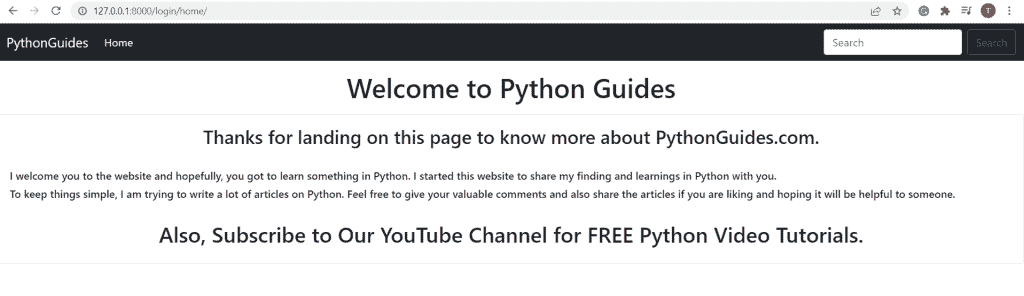 127.0.0.1:8000/login/home/
T
PythonGuides Home Search Search
Welcome to Python Guides
Thanks for landing on this page to know more about PythonGuides.com.
I welcome you to the website and hopefully, you got to learn something in Python. I started this website to share my finding and learnings in Python with you.
To keep things simple, I am trying to write a lot of articles on Python. Feel free to give your valuable comments and also share the articles if you are liking and hoping it will be helpful to someone.
Also, Subscribe to Our YouTube Channel for FREE Python Video Tutorials.